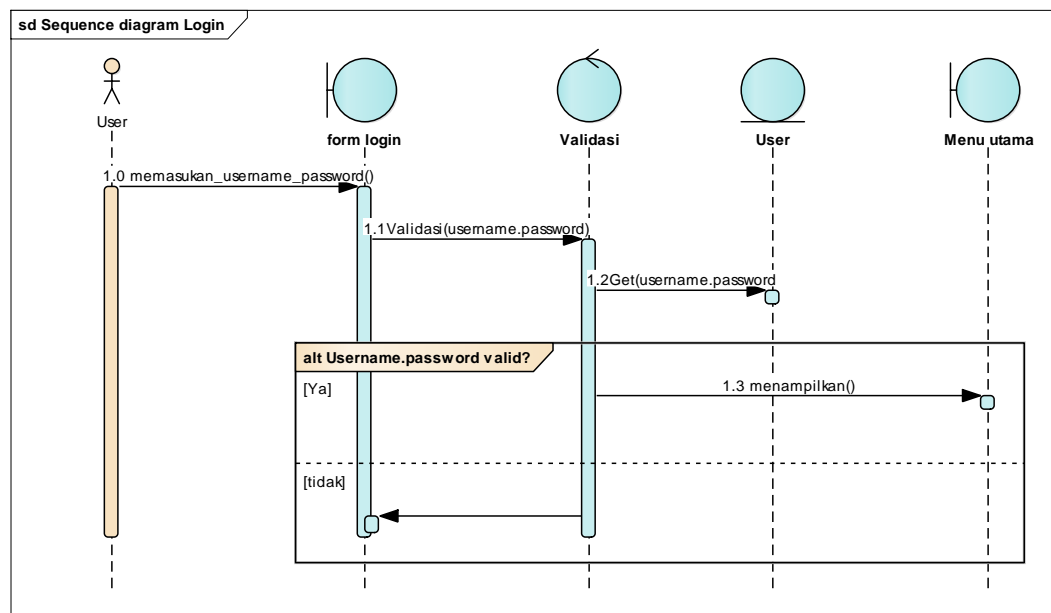 sd Sequence diagram Login
User
form login
Validasi
User
Menu utama
1.0 memasukan_username_password()
1.1Validasi(username.password)
1.2Get(username.password
alt Username.password valid?
[Ya]
1.3 menampilkan()
[tidak]